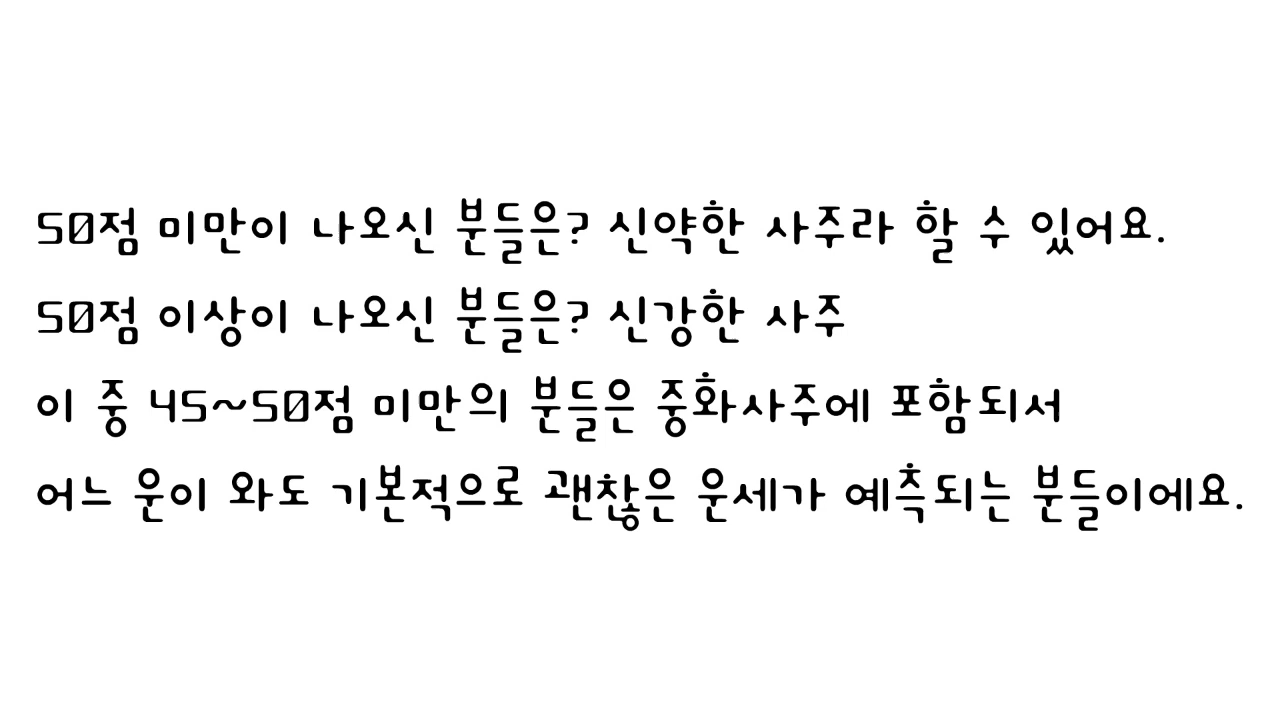 50점 미만이 나오신 분들은? 신약한 사주라 할 수 있어요.
50점 이상이 나오신 분들은? 신강한 사주
이 중 45~50점 미만의 분들은 중화사주에 포함되서
어느 운이 와도 기본적으로 괜찮은 운세가 예측되는 분들이에요.